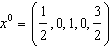 x⁰ = (1/2, 0, 1, 0, 3/2)